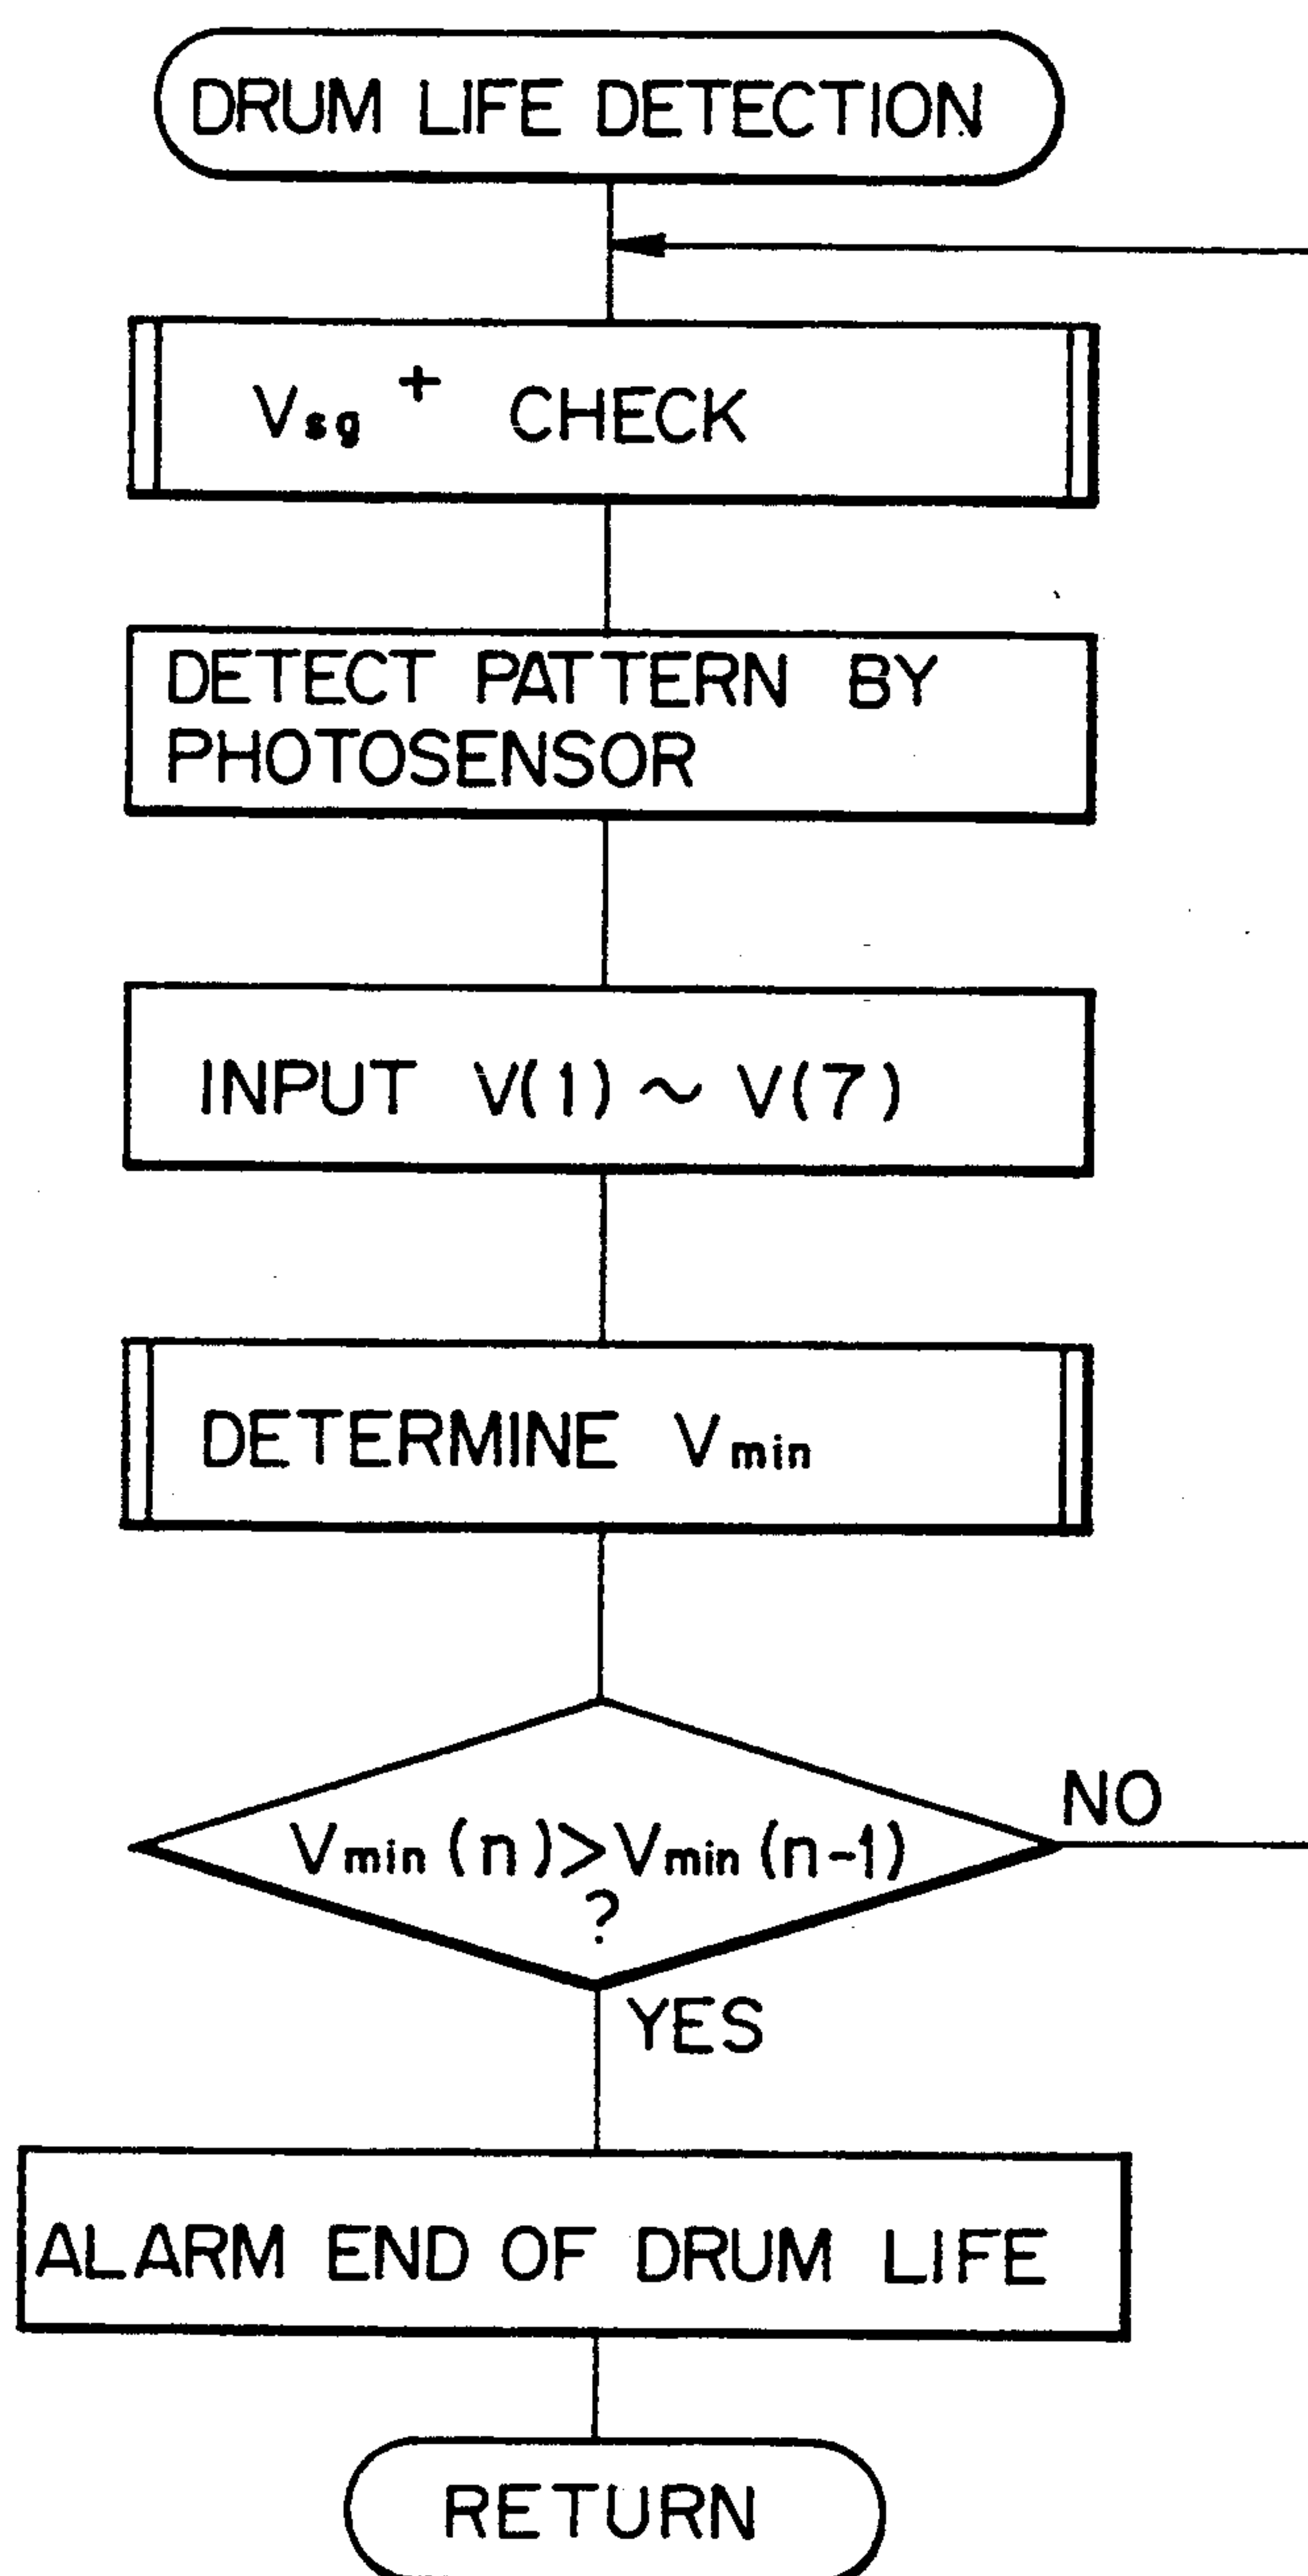 DRUM LIFE DETECTION
Vsg + CHECK
DETECT PATTERN BY
PHOTOSENSOR
INPUT V(1) ~ V(7)
DETERMINE Vmin
Vmin (n) > Vmin (n-1)
?
NO
YES
ALARM END OF DRUM LIFE
RETURN